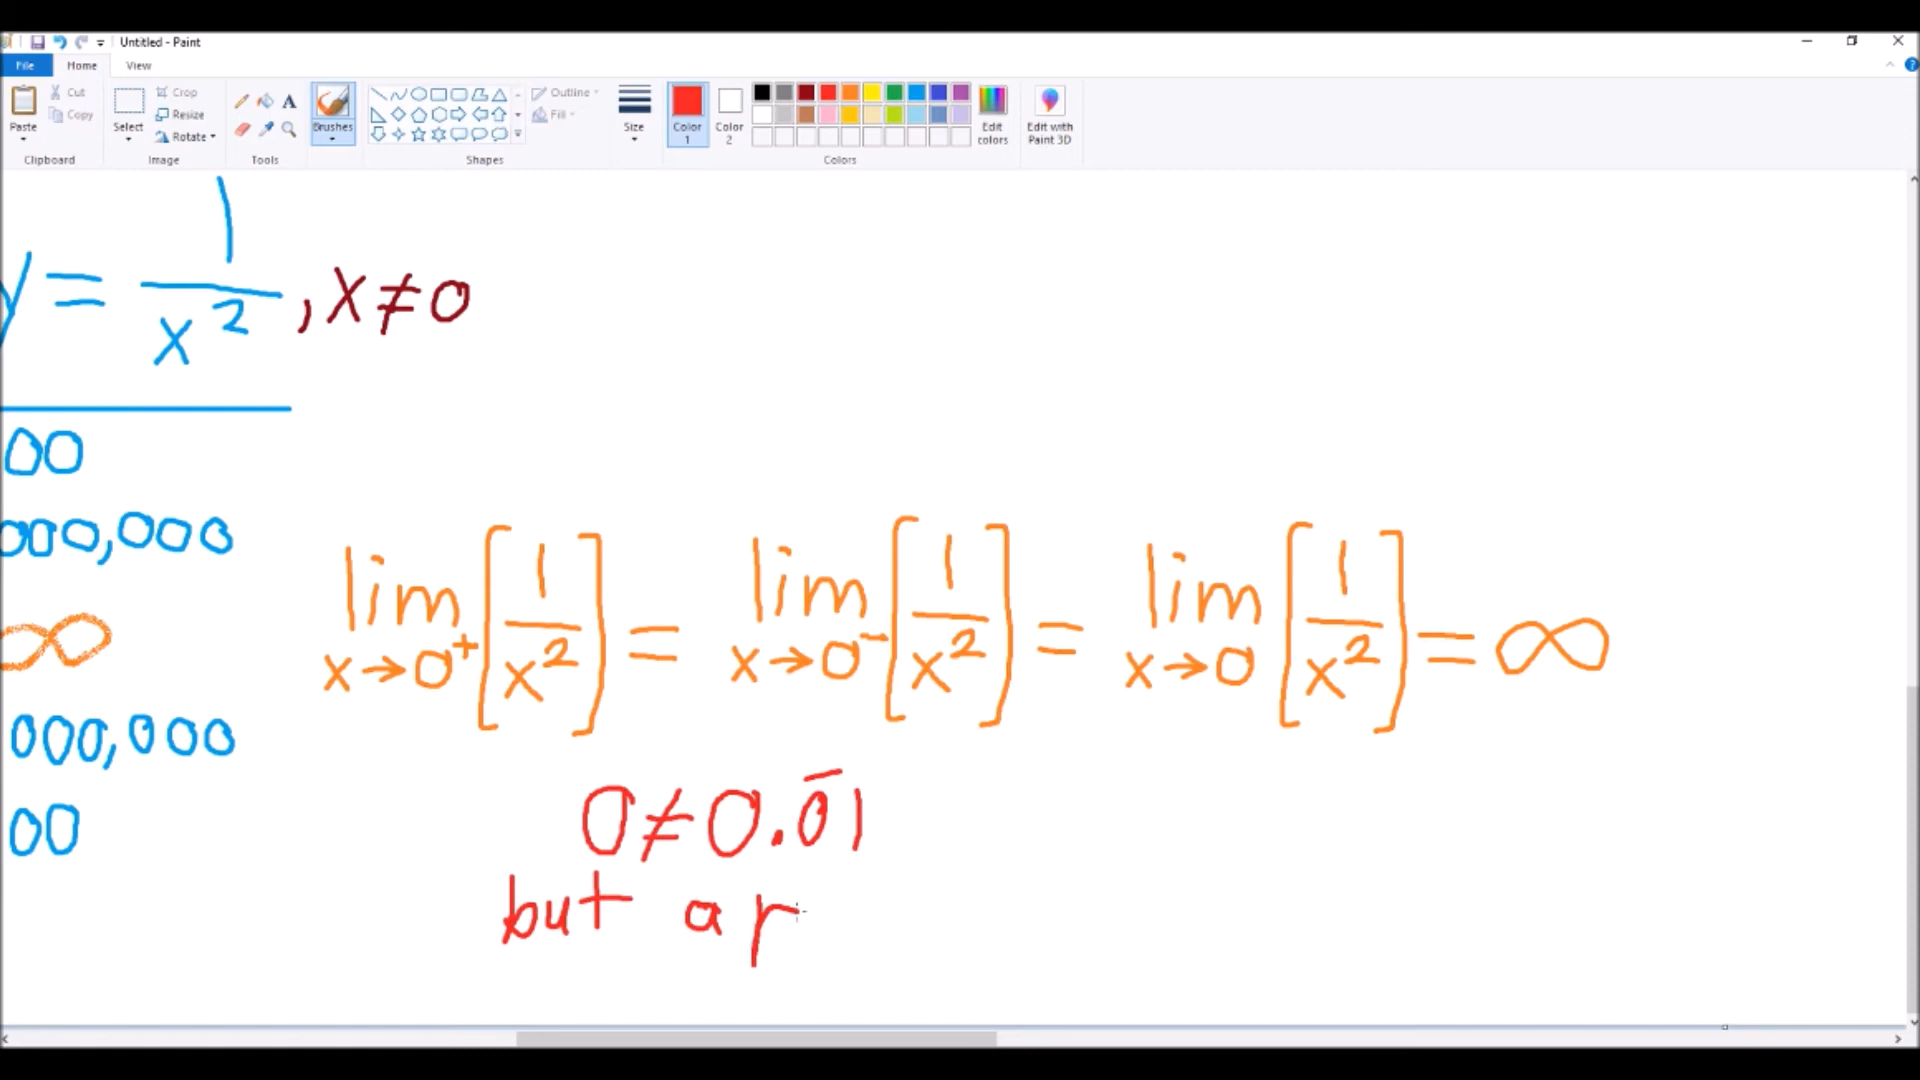 Untitled - Paint
File Home View
Paste Cut Copy Clipboard
Select Crop Resize Rotate Image
A Tools
Brushes
Shapes Outline Fill
Size
Color 1 Color 2 Edit colors Colors
Edit with Paint 3D
y = 1/x², x ≠ 0
00
000,000
∞
000,000
00
lim x→0⁺ [1/x²] = lim x→0⁻ [1/x²] = lim x→0 [1/x²] = ∞
0 ≠ 0.0̅1
but a